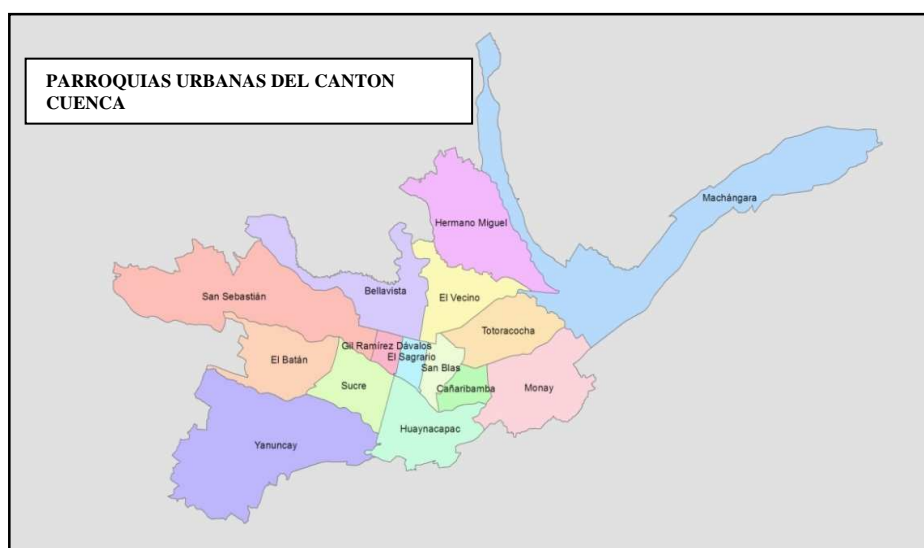 PARROQUIAS URBANAS DEL CANTON
CUENCA
Machángara
Hermano Miguel
San Sebastián
Bellavista
El Vecino
Totoracocha
Gil Ramírez Dávalos
El Sagrario
El Batán
San Blas
Sucre
Cañaribamba
Monay
Huaynacapac
Yanuncay